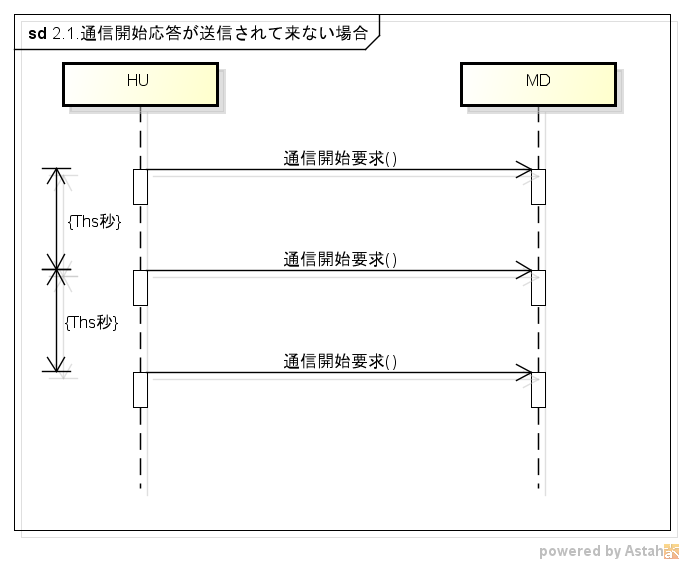 sd 2.1.通信開始応答が送信されて来ない場合
HU
MD
通信開始要求()
{Ths秒}
通信開始要求()
{Ths秒}
通信開始要求()
powered by Astah